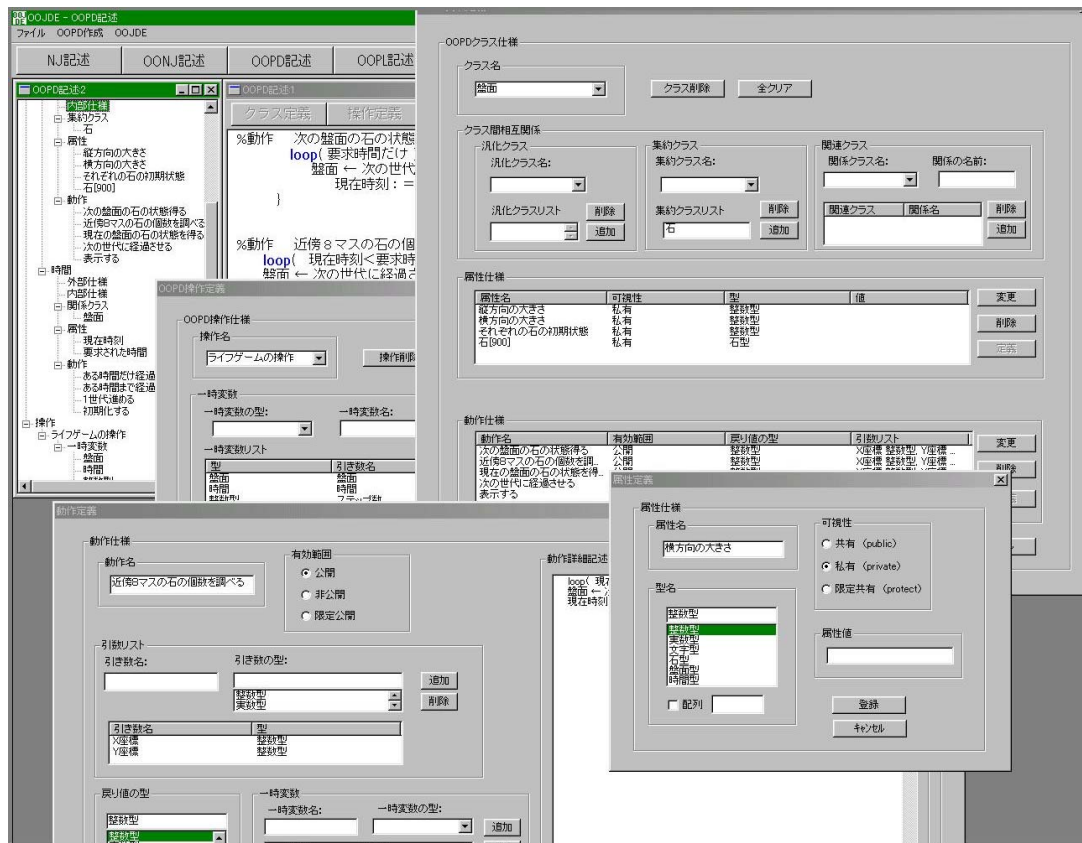 OOJDE - OOPD記述
ファイル OOPD作成 OOJDE
NJ記述 OONJ記述 OOPD記述 OOPL記述
OOPD記述2
内部仕様
集約クラス
石
属性
縦方向の大きさ
横方向の大きさ
それぞれの石の初期状態
石[900]
動作
次の盤面の石の状態得る
近傍8マスの石の個数を調べる
現在の盤面の石の状態を得る
次の世代に経過させる
表示する
時間
外部仕様
内部仕様
関係クラス
盤面
属性
現在時刻
要求された時間
動作
ある時間だけ経過
ある時間まで経過
1世代進める
初期化する
操作
ライフゲームの操作
一時変数
盤面
時間
OOPD記述1
クラス定義 操作定義
%動作 次の盤面の石の状態
loop( 要求時間だけ
盤面 ← 次の世代
現在時刻：＝
}
%動作 近傍８マスの石の個
loop( 現在時刻<要求時
盤面 ← 次の世代に経過さ
OOPD操作定義
OOPD操作仕様
操作名
ライフゲームの操作 操作削除
一時変数
一時変数の型: 一時変数名:
一時変数リスト
型 引き数名
盤面 盤面
時間 時間
整数型 ステップ数
OOPDクラス仕様
クラス名
盤面 クラス削除 全クリア
クラス間相互関係
汎化クラス
汎化クラス名:
汎化クラスリスト 削除
追加
集約クラス
集約クラス名:
集約クラスリスト 削除
石 追加
関連クラス
関係クラス名: 関係の名前:
関連クラス 関係名 削除
追加
属性仕様
属性名 可視性 型 値 変更
縦方向の大きさ 私有 整数型
横方向の大きさ 私有 整数型 削除
それぞれの石の初期状態 私有 整数型
石[900] 私有 石型 定義
動作仕様
動作名 有効範囲 戻り値の型 引数リスト 変更
次の盤面の石の状態得る 公開 整数型 X座標 整数型, Y座標 ...
近傍8マスの石の個数を調... 公開 整数型 X座標 整数型, Y座標 ...
現在の盤面の石の状態を得...
次の世代に経過させる
表示する
削除
動作定義
動作仕様
動作名
近傍8マスの石の個数を調べる
有効範囲
公開
非公開
限定公開
引数リスト
引き数名: 引き数の型:
追加
整数型
実数型
削除
引き数名 型
X座標 整数型
Y座標 整数型
戻り値の型
整数型
整数型
一時変数
一時変数名: 一時変数の型:
追加
動作詳細記述
loop( 現
盤面 ←
現在時刻
属性定義
属性仕様
属性名
横方向の大きさ
型名
整数型
整数型
実数型
文字型
石型
盤面型
時間型
配列
可視性
共有 (public)
私有 (private)
限定共有 (protect)
属性値
登録
キャンセル